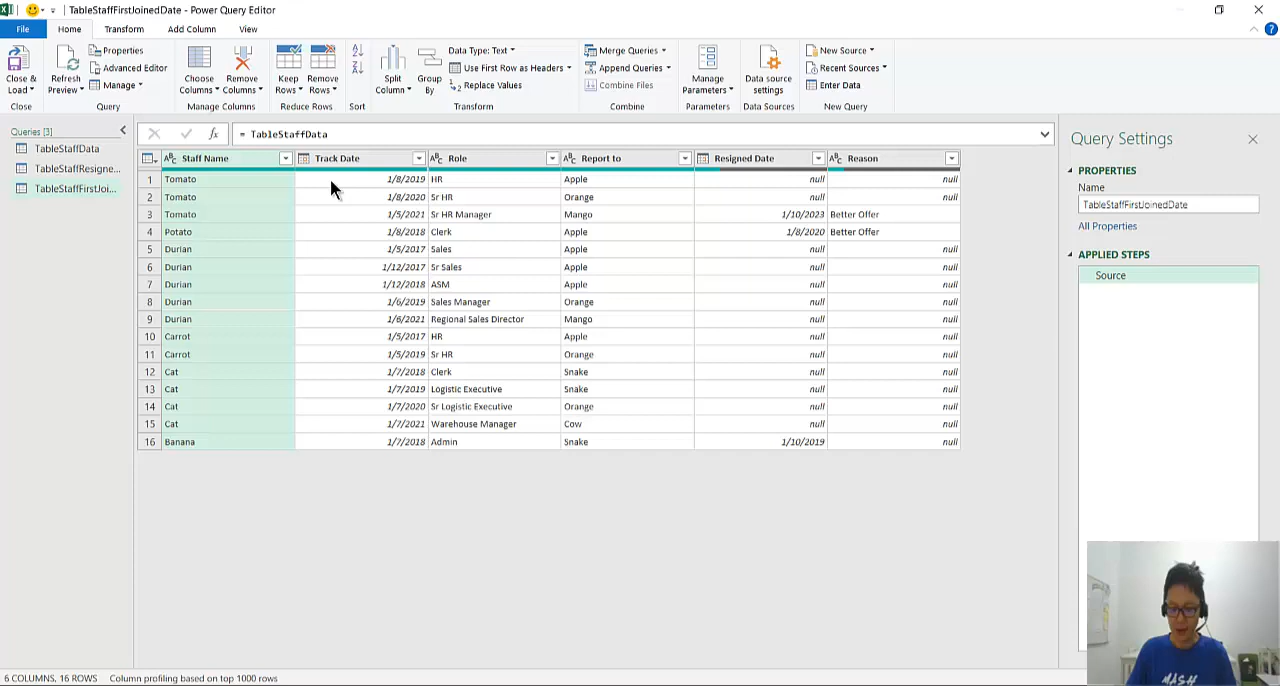 TableStaffFirstJoinedDate - Power Query Editor
File Home Transform Add Column View
Close & Load Refresh Preview Properties Advanced Editor Manage Choose Columns Remove Columns Keep Rows Remove Rows Split Column Group By Data Type: Text Use First Row as Headers Replace Values Merge Queries Append Queries Combine Files Manage Parameters Data source settings New Source Recent Sources Enter Data
Close Query Manage Columns Reduce Rows Sort Transform Combine Parameters Data Sources New Query
Queries [3]
TableStaffData
TableStaffResigne...
TableStaffFirstJoi...
= TableStaffData
Staff Name Track Date Role Report to Resigned Date Reason
1 Tomato 1/8/2019 HR Apple null null
2 Tomato 1/8/2020 Sr HR Orange null null
3 Tomato 1/5/2021 Sr HR Manager Mango 1/10/2023 Better Offer
4 Potato 1/8/2018 Clerk Apple 1/8/2020 Better Offer
5 Durian 1/5/2017 Sales Apple null null
6 Durian 1/12/2017 Sr Sales Apple null null
7 Durian 1/12/2018 ASM Apple null null
8 Durian 1/6/2019 Sales Manager Orange null null
9 Durian 1/6/2021 Regional Sales Director Mango null null
10 Carrot 1/5/2017 HR Apple null null
11 Carrot 1/5/2019 Sr HR Orange null null
12 Cat 1/7/2018 Clerk Snake null null
13 Cat 1/7/2019 Logistic Executive Snake null null
14 Cat 1/7/2020 Sr Logistic Executive Orange null null
15 Cat 1/7/2021 Warehouse Manager Cow null null
16 Banana 1/7/2018 Admin Snake 1/10/2019 null
Query Settings
PROPERTIES
Name
TableStaffFirstJoinedDate
All Properties
APPLIED STEPS
Source
MASH
6 COLUMNS, 16 ROWS Column profiling based on top 1000 rows